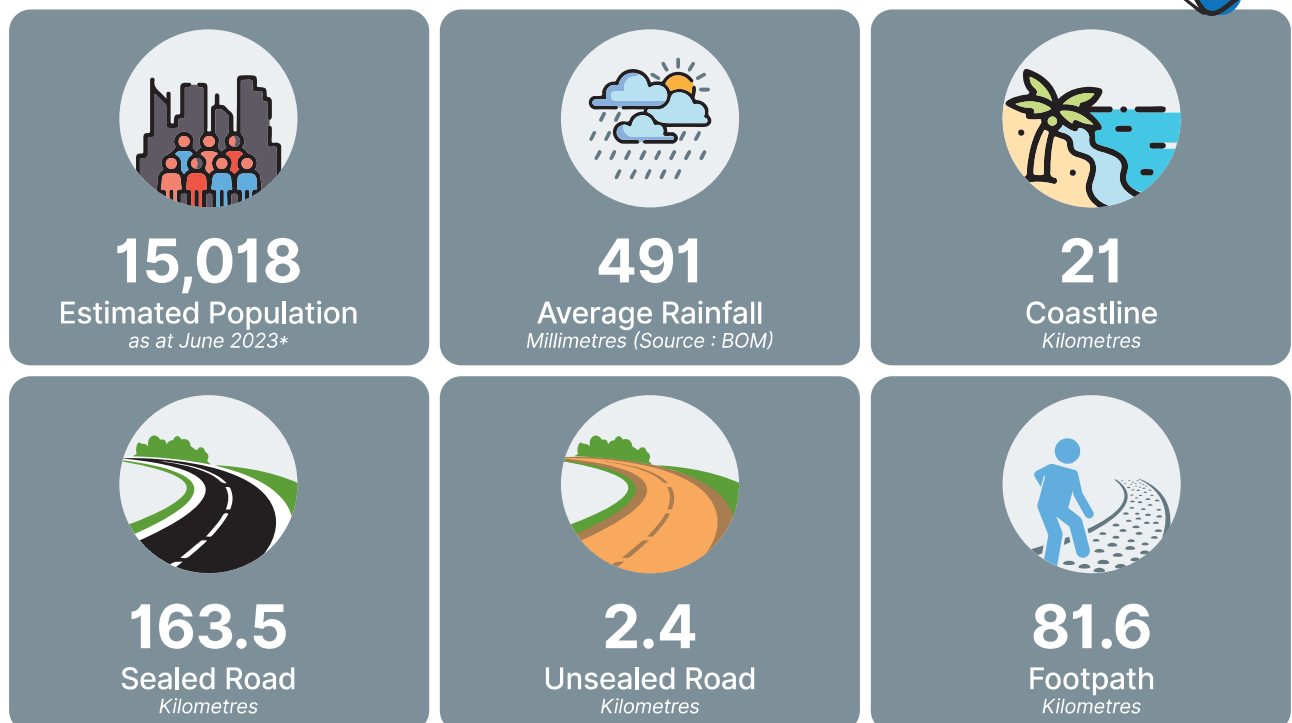 15,018
Estimated Population
as at June 2023*
491
Average Rainfall
Millimetres (Source : BOM)
21
Coastline
Kilometres
163.5
Sealed Road
Kilometres
2.4
Unsealed Road
Kilometres
81.6
Footpath
Kilometres